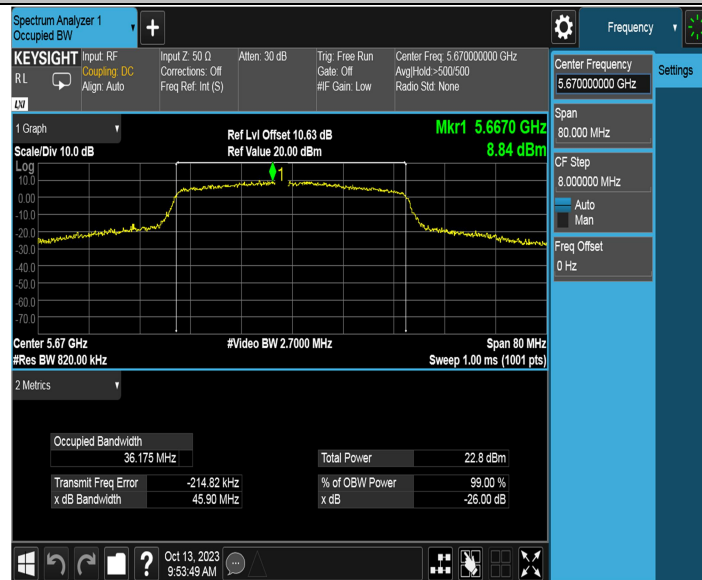 Spectrum Analyzer 1
Occupied BW
Frequency
KEYSIGHT
RL
LXI
Input: RF
Coupling: DC
Align: Auto
Input Z: 50 Ω
Corrections: Off
Freq Ref: Int (S)
Atten: 30 dB
Trig: Free Run
Gate: Off
#IF Gain: Low
Center Freq: 5.670000000 GHz
Avg|Hold:>500/500
Radio Std: None
Center Frequency
5.670000000 GHz
Settings
Span
80.000 MHz
CF Step
8.000000 MHz
Auto
Man
Freq Offset
0 Hz
1 Graph
Scale/Div 10.0 dB
Ref Lvl Offset 10.63 dB
Ref Value 20.00 dBm
Mkr1 5.6670 GHz
8.84 dBm
Log
10.0
0.00
-10.0
-20.0
-30.0
-40.0
-50.0
-60.0
-70.0
1
Center 5.67 GHz
#Res BW 820.00 kHz
#Video BW 2.7000 MHz
Span 80 MHz
Sweep 1.00 ms (1001 pts)
2 Metrics
Occupied Bandwidth
36.175 MHz
Total Power 22.8 dBm
Transmit Freq Error -214.82 kHz
% of OBW Power 99.00 %
x dB Bandwidth 45.90 MHz
x dB -26.00 dB
Oct 13, 2023
9:53:49 AM